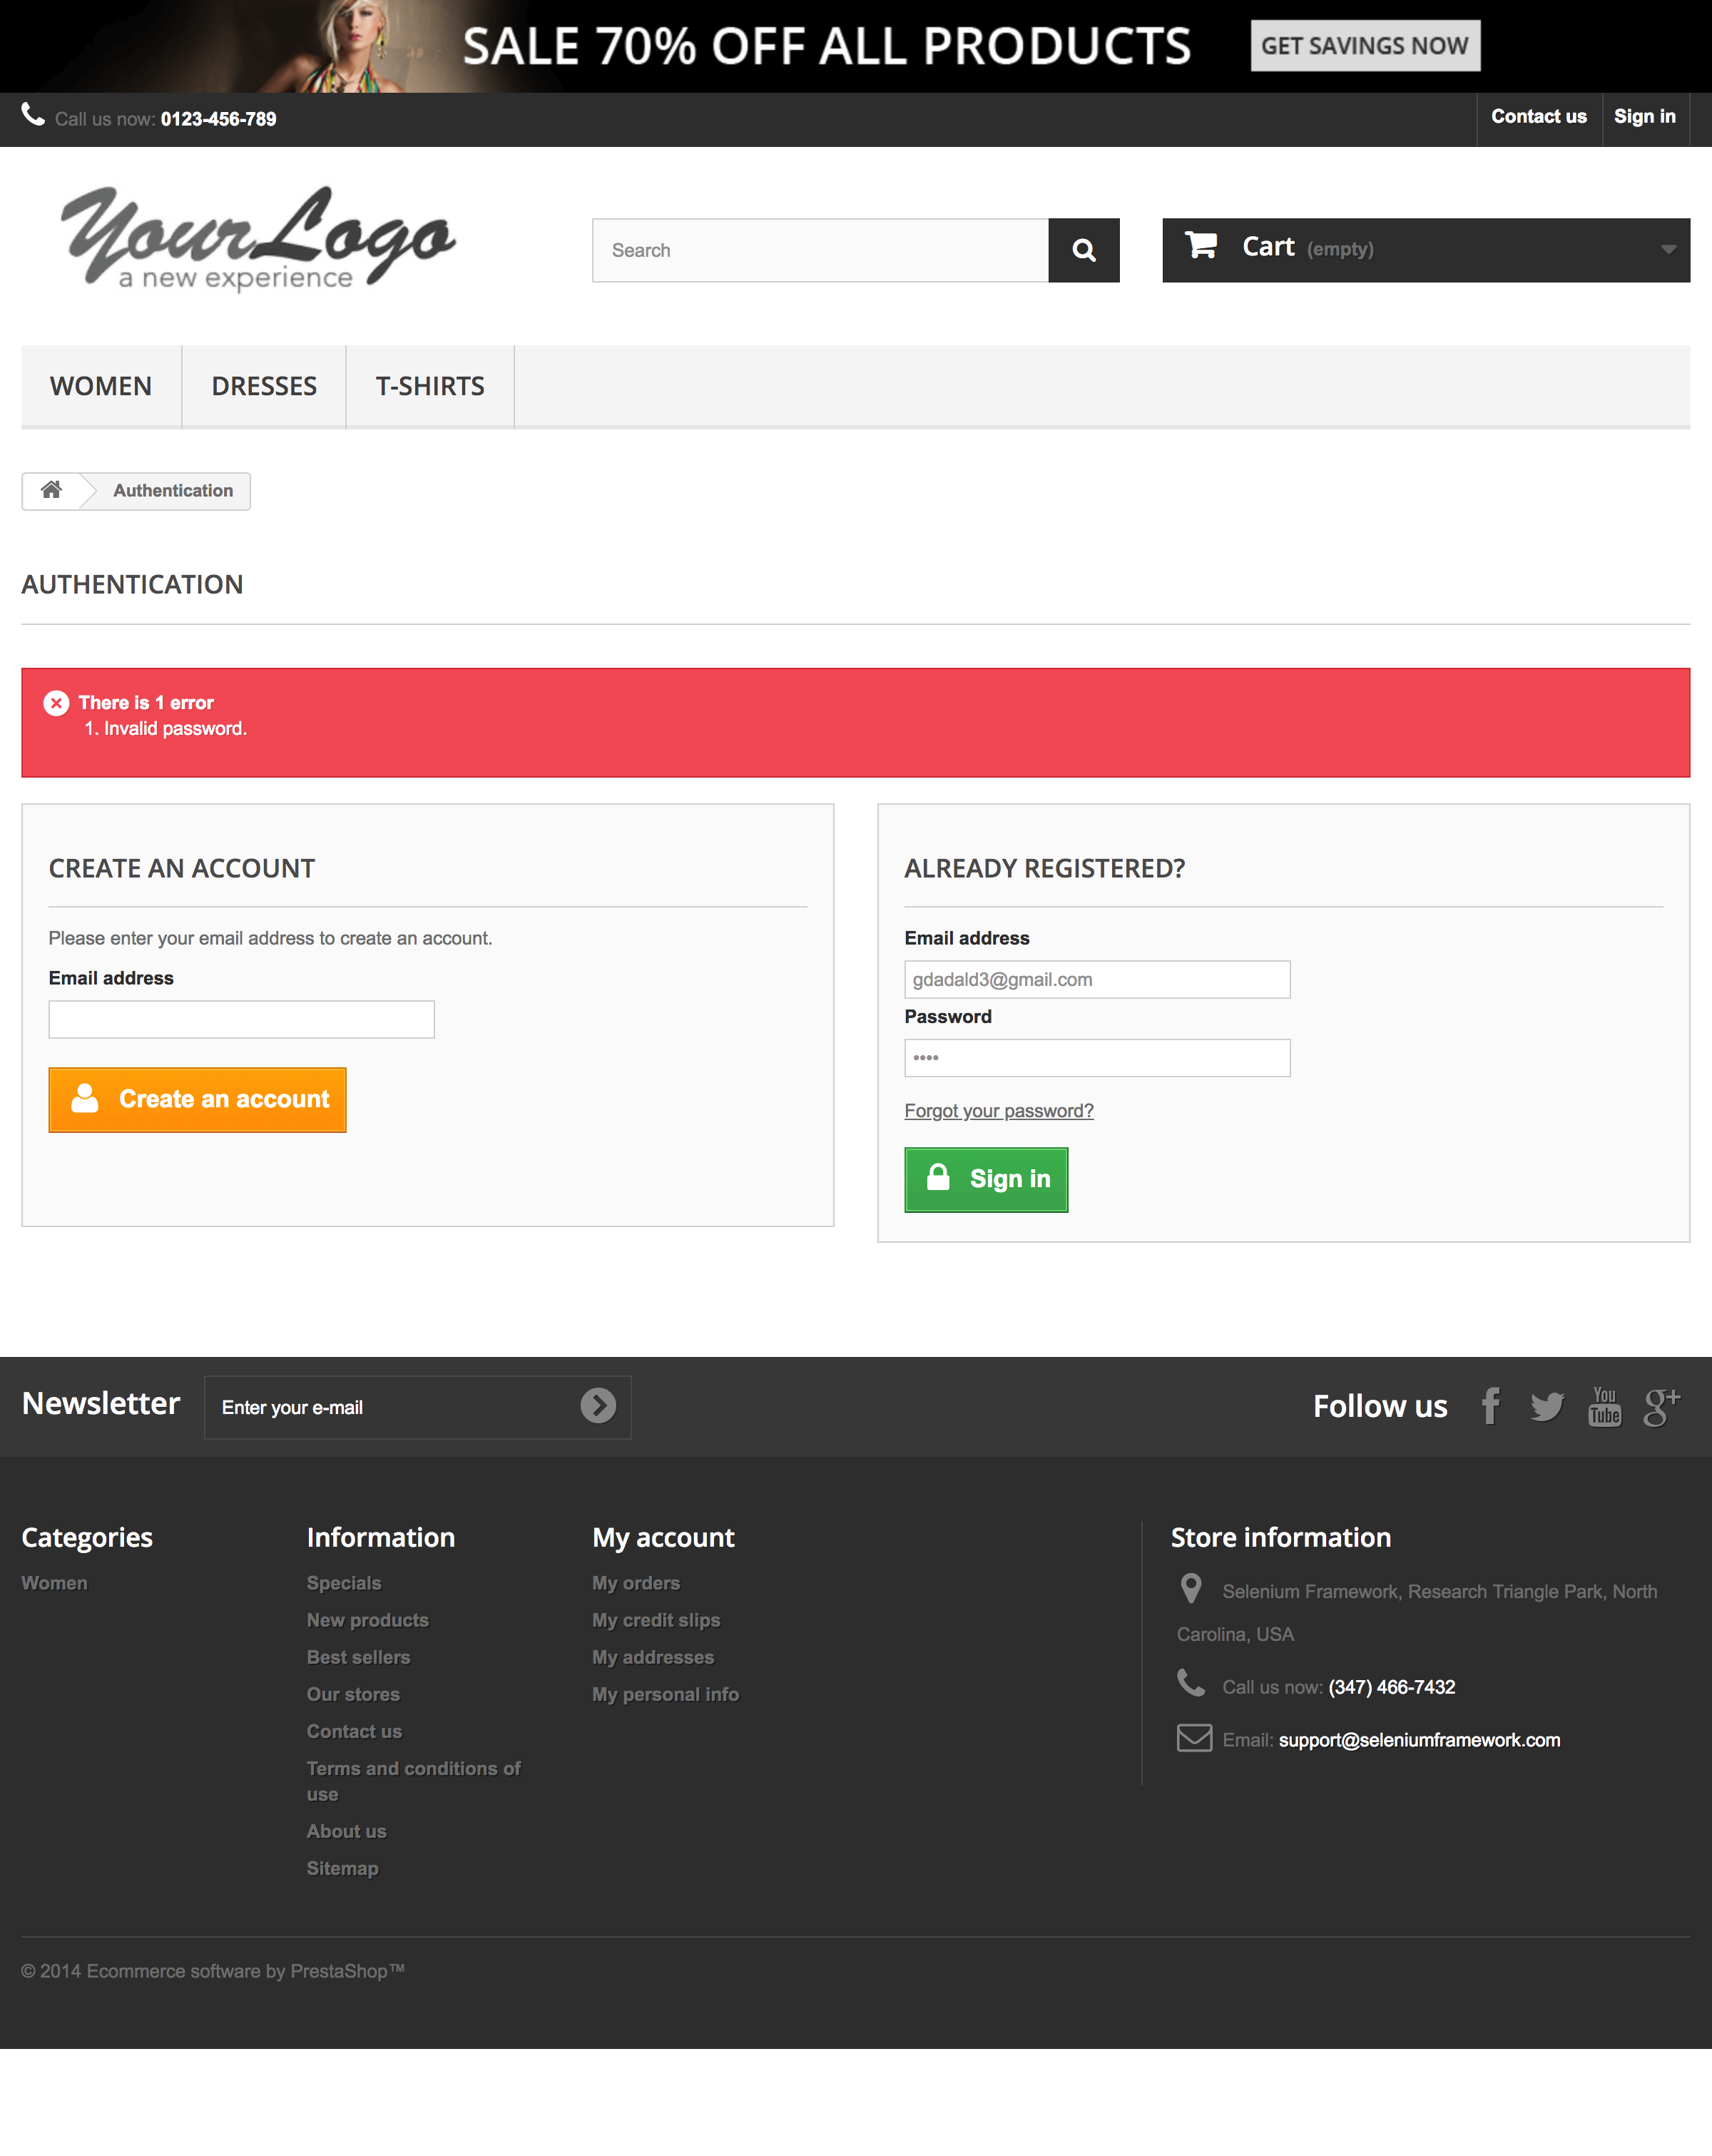 SALE 70% OFF ALL PRODUCTS GET SAVINGS NOW
Call us now: 0123-456-789 Contact us Sign in
YourLogo
a new experience
Search
Cart (empty)
WOMEN DRESSES T-SHIRTS
Authentication
AUTHENTICATION
There is 1 error
1. Invalid password.
CREATE AN ACCOUNT
Please enter your email address to create an account.
Email address
Create an account
ALREADY REGISTERED?
Email address
gdadald3@gmail.com
Password
••••
Forgot your password?
Sign in
Newsletter
Enter your e-mail
Follow us
You
Tube
g+
Categories
Women
Information
Specials
New products
Best sellers
Our stores
Contact us
Terms and conditions of
use
About us
Sitemap
My account
My orders
My credit slips
My addresses
My personal info
Store information
Selenium Framework, Research Triangle Park, North
Carolina, USA
Call us now: (347) 466-7432
Email: support@seleniumframework.com
© 2014 Ecommerce software by PrestaShop™